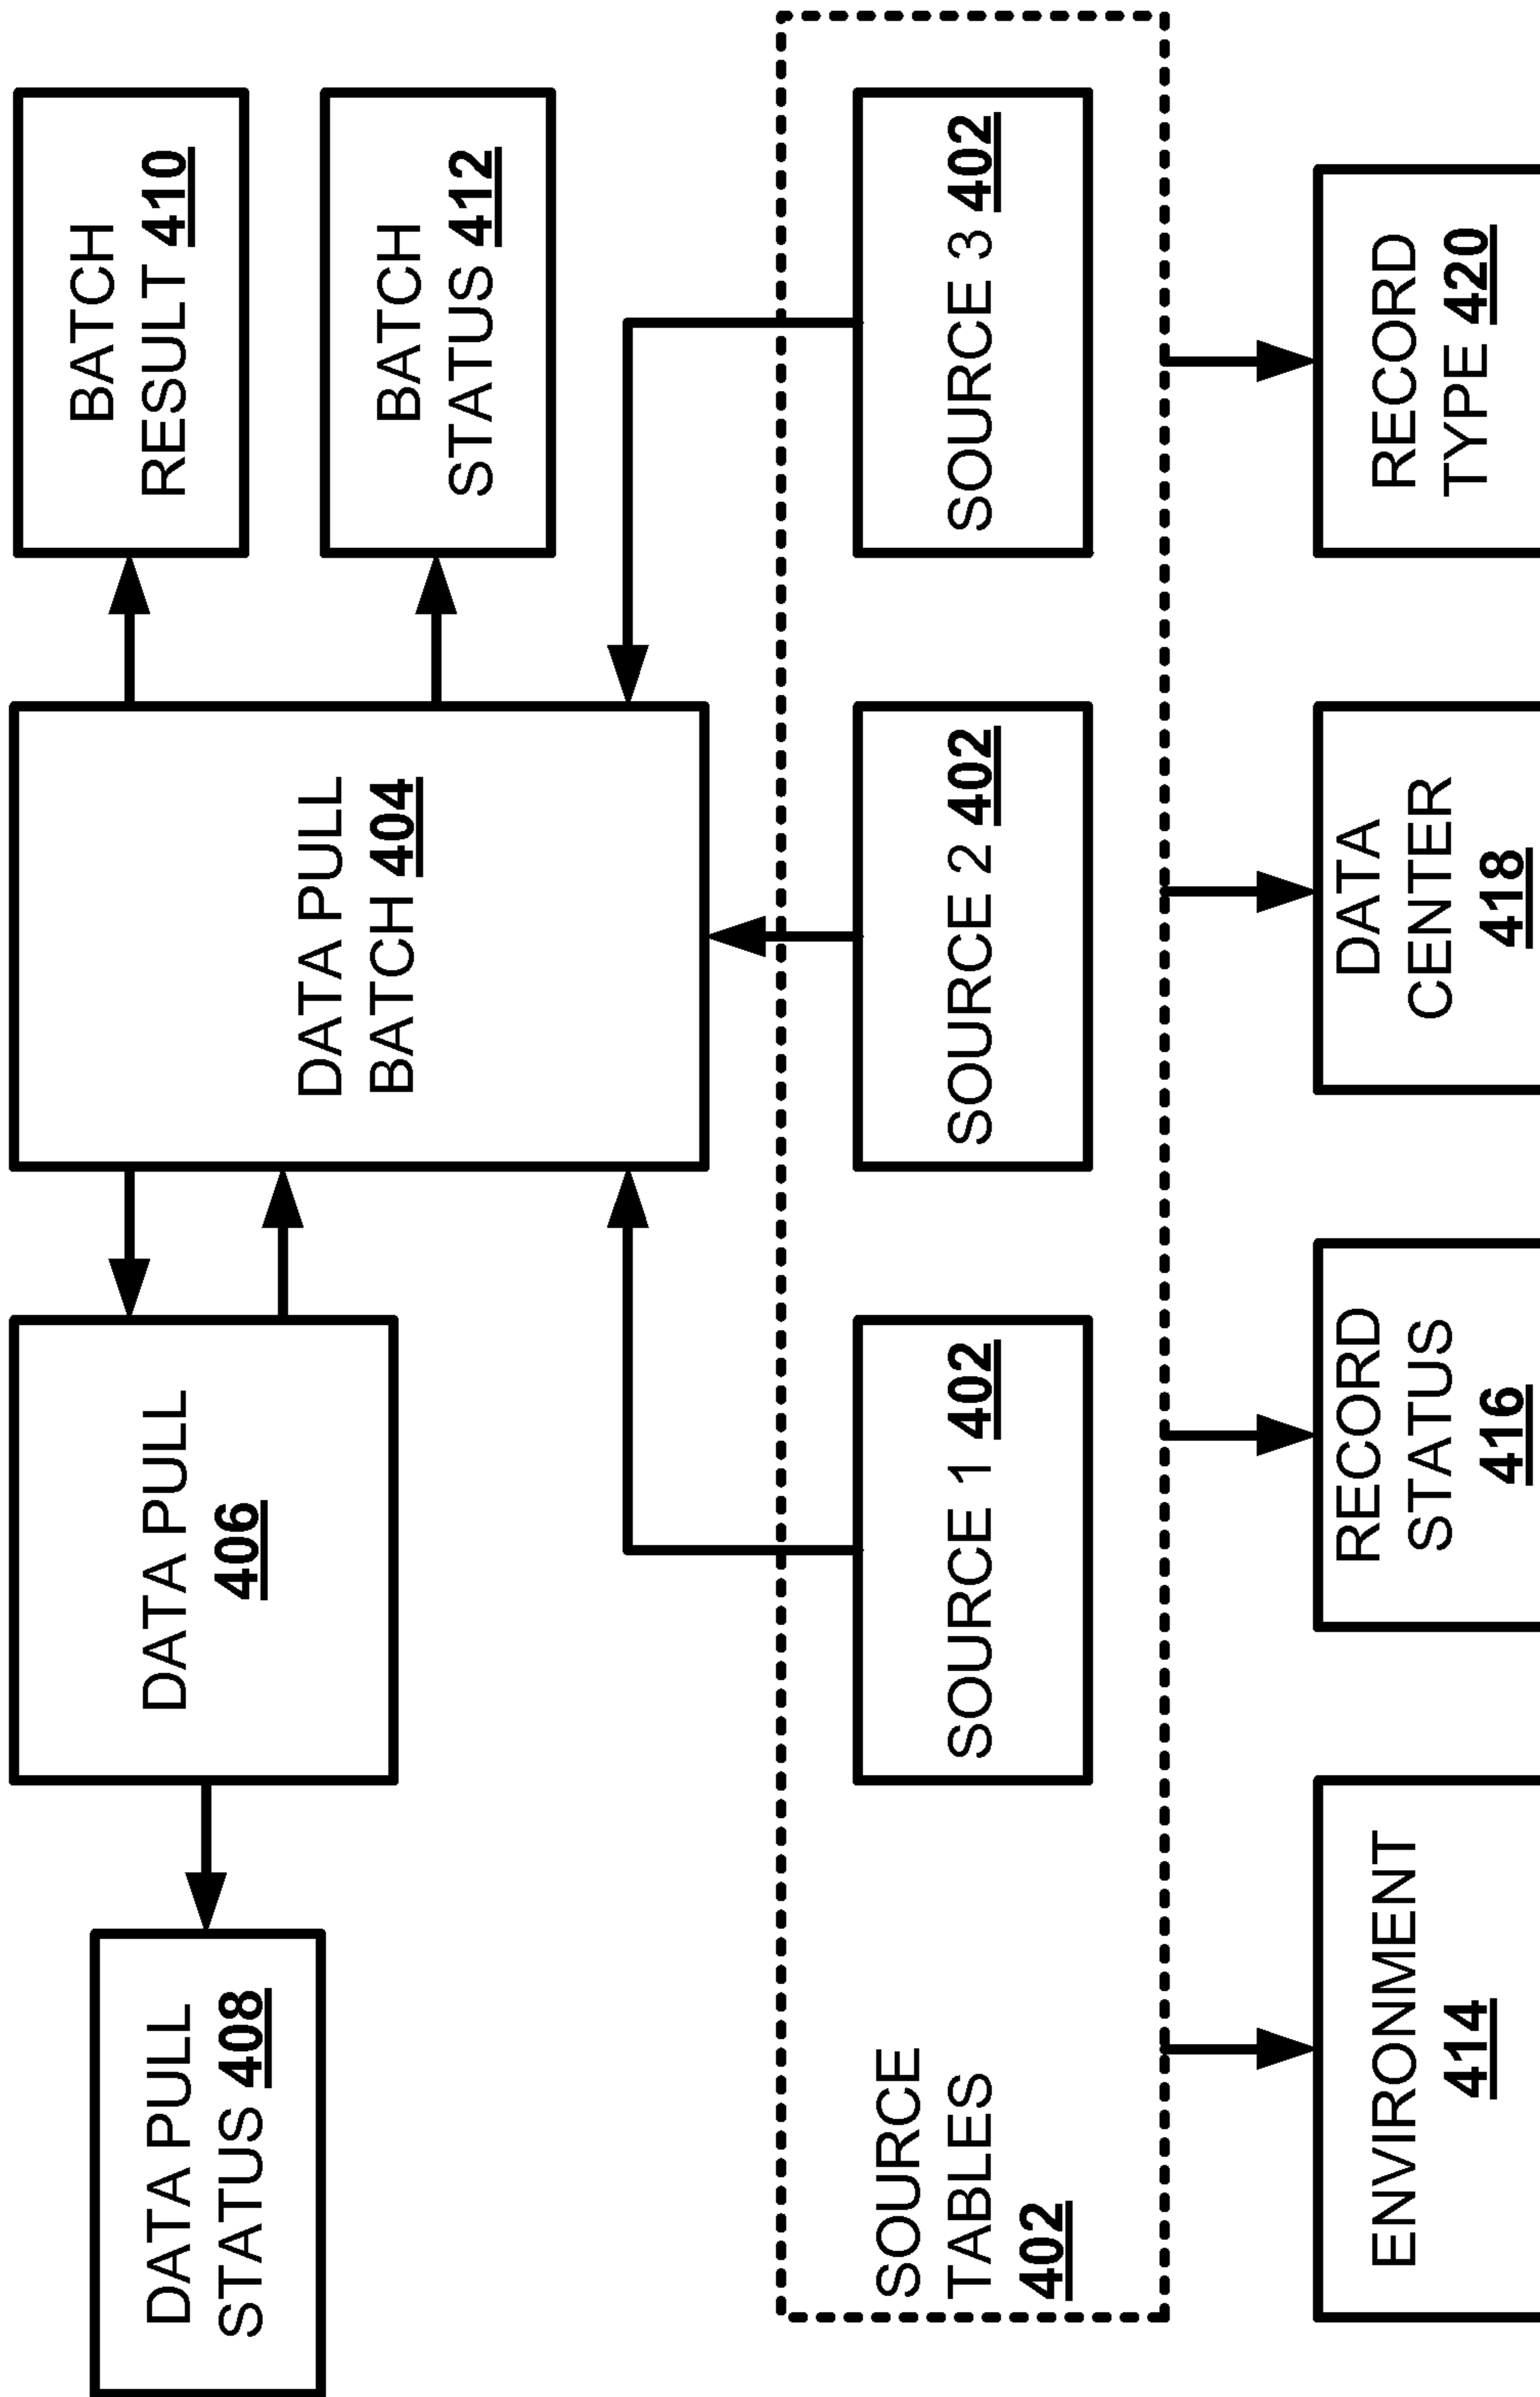 DATA PULL
STATUS 408
DATA PULL
406
DATA PULL
BATCH 404
BATCH
RESULT 410
BATCH
STATUS 412
SOURCE
TABLES
402
SOURCE 1 402
SOURCE 2 402
SOURCE 3 402
ENVIRONMENT
414
RECORD
STATUS
416
DATA
CENTER
418
RECORD
TYPE 420